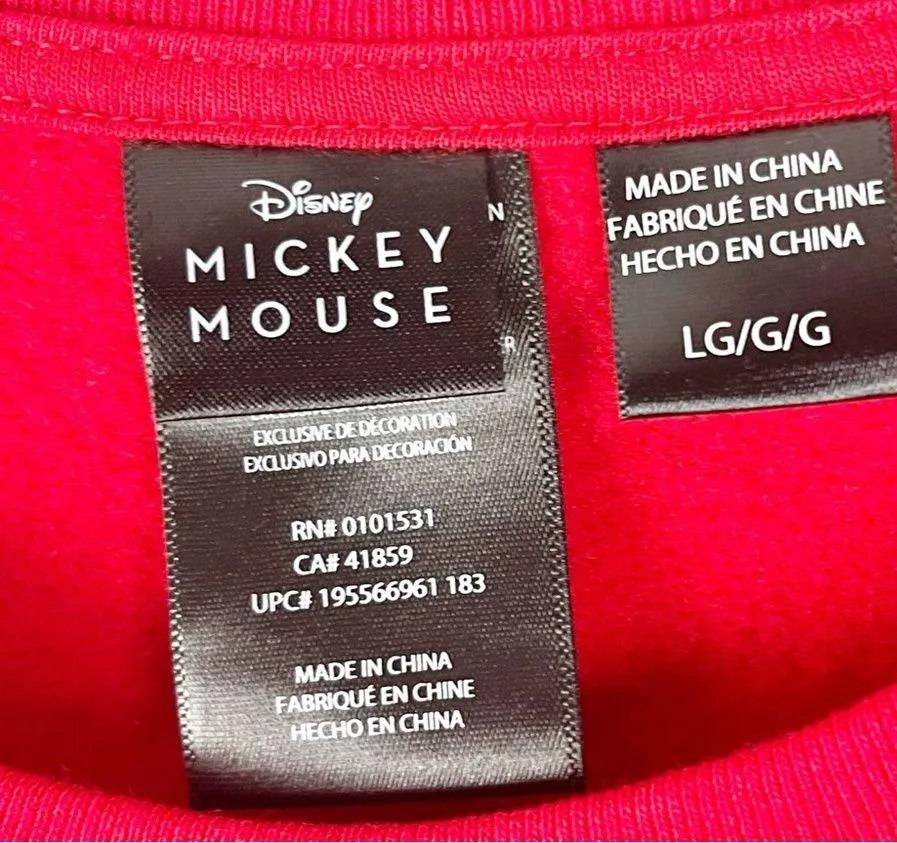 Disney
MICKEY
MOUSE
N
R
EXCLUSIVE DE DÉCORATION
EXCLUSIVO PARA DECORACIÓN
RN# 0101531
CA# 41859
UPC# 195566961 183
MADE IN CHINA
FABRIQUÉ EN CHINE
HECHO EN CHINA
MADE IN CHINA
FABRIQUÉ EN CHINE
HECHO EN CHINA
LG/G/G